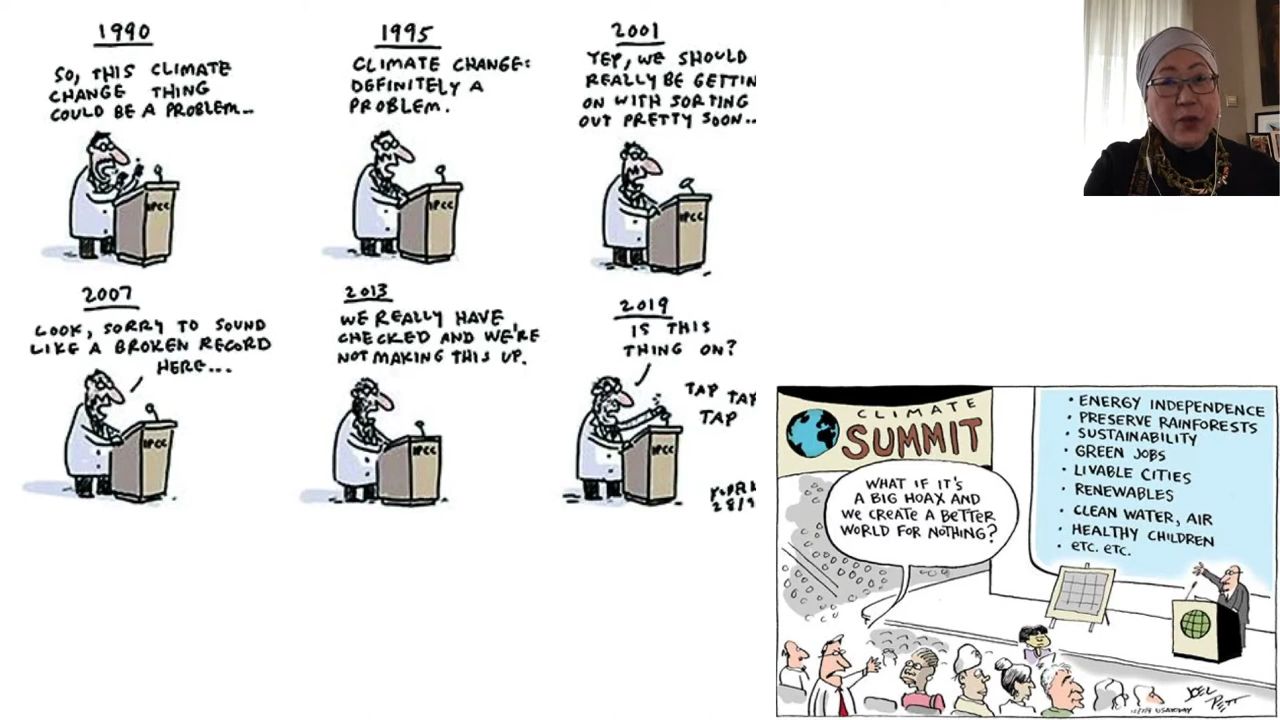 1990
SO, THIS CLIMATE
CHANGE THING
COULD BE A PROBLEM...
IPCC
1995
CLIMATE CHANGE:
DEFINITELY A
PROBLEM.
IPCC
2001
YEP, WE SHOULD
REALLY BE GETTIN
ON WITH SORTING
OUT PRETTY SOON...
IPCC
2007
LOOK, SORRY TO SOUND
LIKE A BROKEN RECORD
HERE...
IPCC
2013
WE REALLY HAVE
CHECKED AND WE'RE
NOT MAKING THIS UP.
IPCC
2019
IS THIS
THING ON?
TAP TAP
TAP
IPCC
CLIMATE
SUMMIT
WHAT IF IT'S
A BIG HOAX AND
WE CREATE A BETTER
WORLD FOR NOTHING?
• ENERGY INDEPENDENCE
• PRESERVE RAINFORESTS
• SUSTAINABILITY
• GREEN JOBS
• LIVABLE CITIES
• RENEWABLES
• CLEAN WATER, AIR
• HEALTHY CHILDREN
• ETC. ETC.
JOEL
PETT
USA TODAY